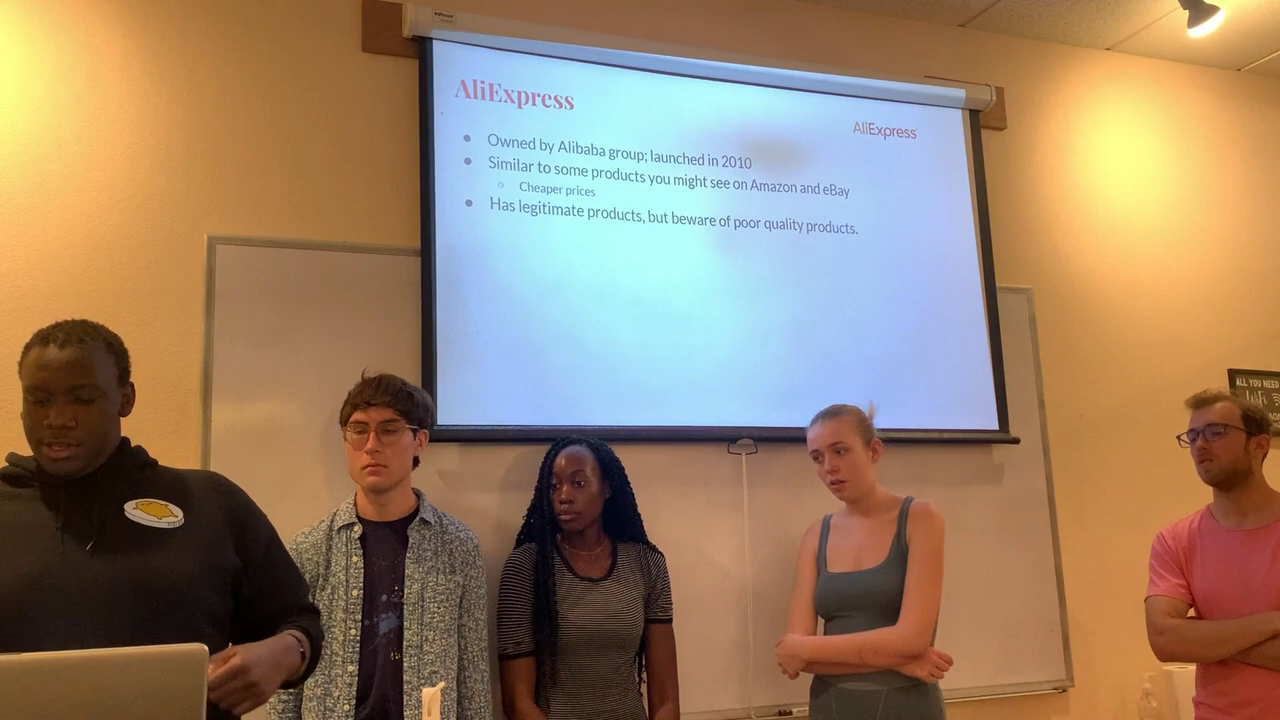 AliExpress
AliExpress
Owned by Alibaba group; launched in 2010
Similar to some products you might see on Amazon and eBay
Cheaper prices
Has legitimate products, but beware of poor quality products.
ALL YOU NEED
WiFi